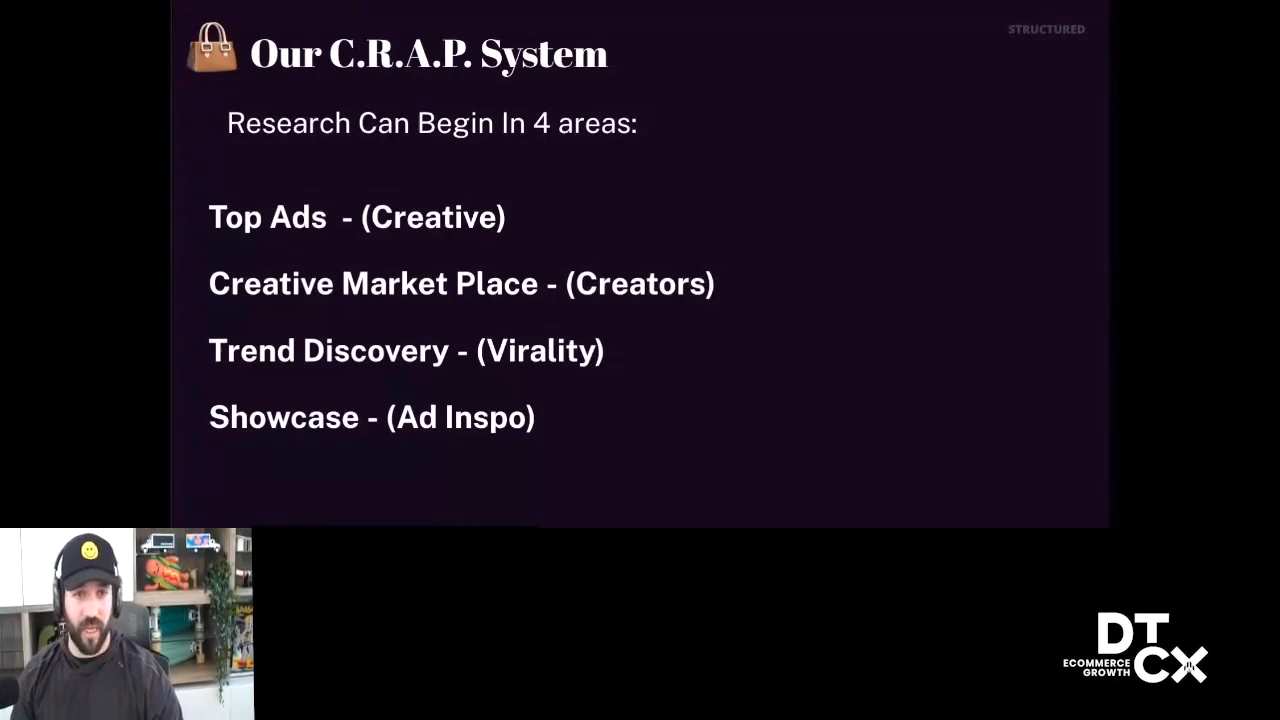 STRUCTURED
Our C.R.A.P. System
Research Can Begin In 4 areas:
Top Ads - (Creative)
Creative Market Place - (Creators)
Trend Discovery - (Virality)
Showcase - (Ad Inspo)
DT
ECOMMERCE
GROWTH
CX